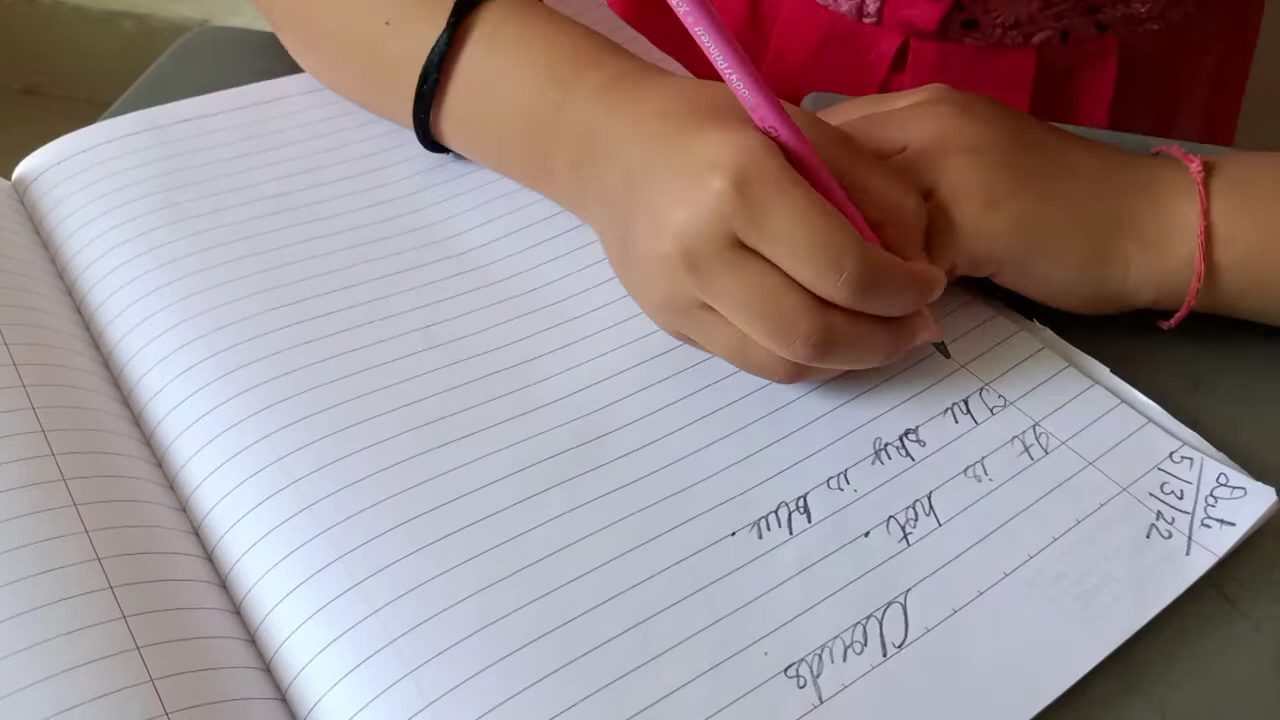 Date
5/3/22
Clouds
It is hot.
The sky is blue.